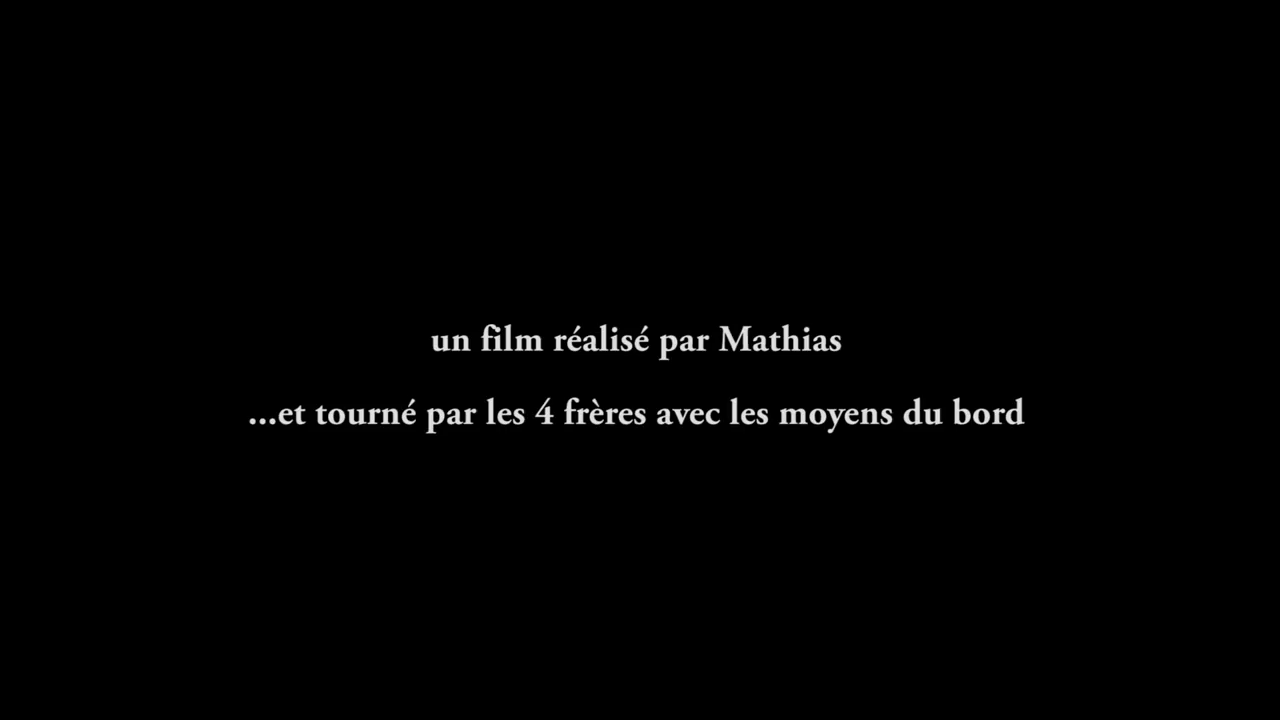 un film réalisé par Mathias
...et tourné par les 4 frères avec les moyens du bord